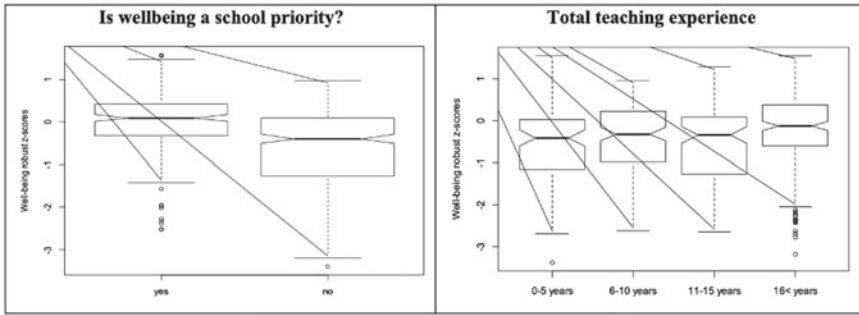 Is wellbeing a school priority?
Well-being robust z-scores
1
0
-1
-2
-3
yes
no
Total teaching experience
Well-being robust z-scores
1
0
-1
-2
-3
0-5 years
6-10 years
11-15 years
16< years